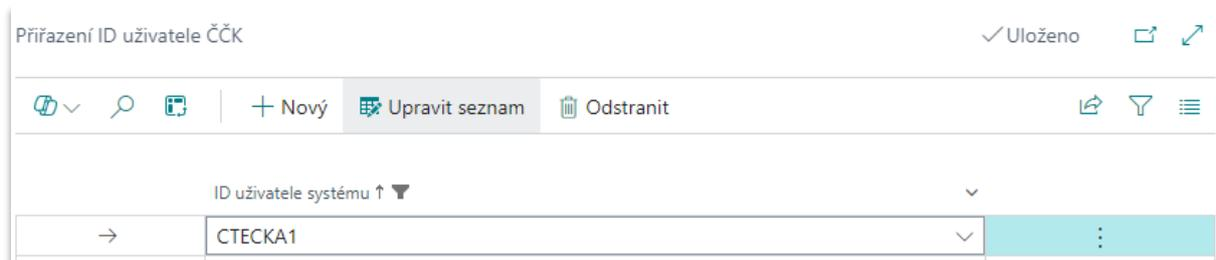 Přiřazení ID uživatele ČČK
Uloženo
Nový Upravit seznam Odstranit
ID uživatele systému ↑
CTECKA1